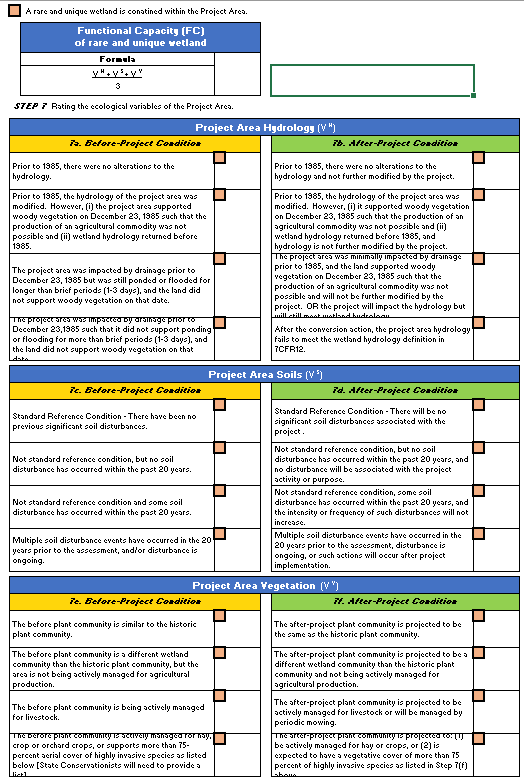 A rare and unique wetland is conatined within the Project Area.
Functional Capacity (FC)
of rare and unique wetland
Formula
V H + V S + V V
3
STEP 7 Rating the ecological variables of the Project Area.
Project Area Hydrology (V H)
7a. Before-Project Condition
7b. After-Project Condition
Prior to 1985, there were no alterations to the
hydrology.
Prior to 1985, there were no alterations to the
hydrology and not further modified by the project.
Prior to 1985, the hydrology of the project area was
modified. However, (i) the project area supported
woody vegetation on December 23, 1985 such that the
production of an agricultural commodity was not
possible and (ii) wetland hydrology returned before
1985.
Prior to 1985, the hydrology of the project area was
modified. However, (i) it supported woody vegetation
on December 23, 1985 such that the production of an
agricultural commodity was not possible and (ii)
wetland hydrology returned before 1985, and
hydrology is not further modified by the project.
The project area was impacted by drainage prior to
December 23, 1985 but was still ponded or flooded for
longer than brief periods (1-3 days), and the land did
not support woody vegetation on that date.
The project area was minimally impacted by drainage
prior to 1985, and the land supported woody
vegetation on December 23, 1985 such that the
production of an agricultural commodity was not
possible and will not be further modified by the
project. OR the project will impact the hydrology but
will still meet wetland hydrology
The project area was impacted by drainage prior to
December 23,1985 such that it did not support ponding
or flooding for more than brief periods (1-3 days), and
the land did not support woody vegetation on that
date.
After the conversion action, the project area hydrology
fails to meet the wetland hydrology definition in
7CFR12.
Project Area Soils (V S)
7c. Before-Project Condition
7d. After-Project Condition
Standard Reference Condition - There have been no
previous significant soil disturbances.
Standard Reference Condition - There will be no
significant soil disturbances associated with the
project .
Not standard reference condition, but no soil
disturbance has occurred within the past 20 years.
Not standard reference condition, but no soil
disturbance has occurred within the past 20 years, and
no disturbance will be associated with the project
activity or purpose.
Not standard reference condition and some soil
disturbance has occurred within the past 20 years.
Not standard reference condition, some soil
disturbance has occurred within the past 20 years, and
the intensity or frequency of such disturbances will not
increase.
Multiple soil disturbance events have occurred in the 20
years prior to the assessment, and/or disturbance is
ongoing.
Multiple soil disturbance events have occurred in the
20 years prior to the assessment, disturbance is
ongoing, or such actions will occur after project
implementation.
Project Area Vegetation (V V)
7e. Before-Project Condition
7f. After-Project Condition
The before plant community is similar to the historic
plant community.
The after-project plant community is projected to be
the same as the historic plant community.
The before plant community is a different wetland
community than the historic plant community, but the
area is not being actively managed for agricultural
production.
The after-project plant community is projected to be a
different wetland community than the historic plant
community and not being actively managed for
agricultural production.
The before plant community is being actively managed
for livestock.
The after-project plant community is projected to be
actively managed for livestock or will be managed by
periodic mowing.
The before plant community is actively managed for hay,
crop or orchard crops, or supports more than 75-
percent aerial cover of highly invasive species as listed
below [State Conservationists will need to provide a
list]
The after-project plant community is projected to: (1)
be actively managed for hay or crops, or (2) is
expected to have a vegetative cover of more than 75
percent of highly invasive species as listed in Step 7(f)
above.